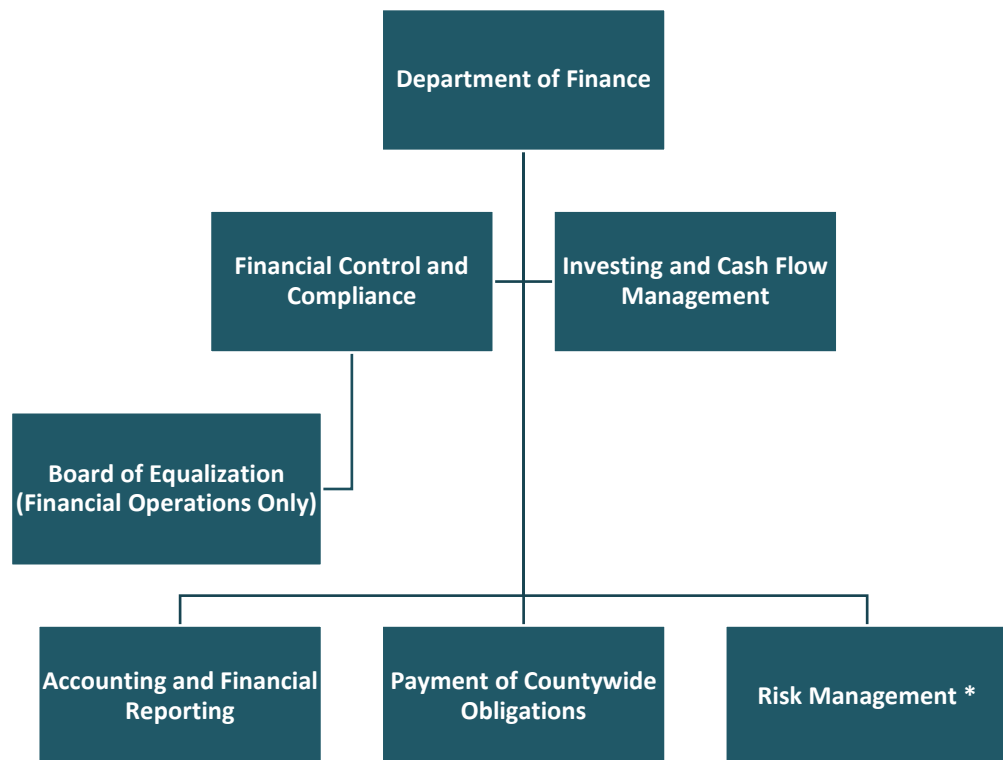 Department of Finance
Financial Control and
Compliance
Investing and Cash Flow
Management
Board of Equalization
(Financial Operations Only)
Accounting and Financial
Reporting
Payment of Countywide
Obligations
Risk Management *